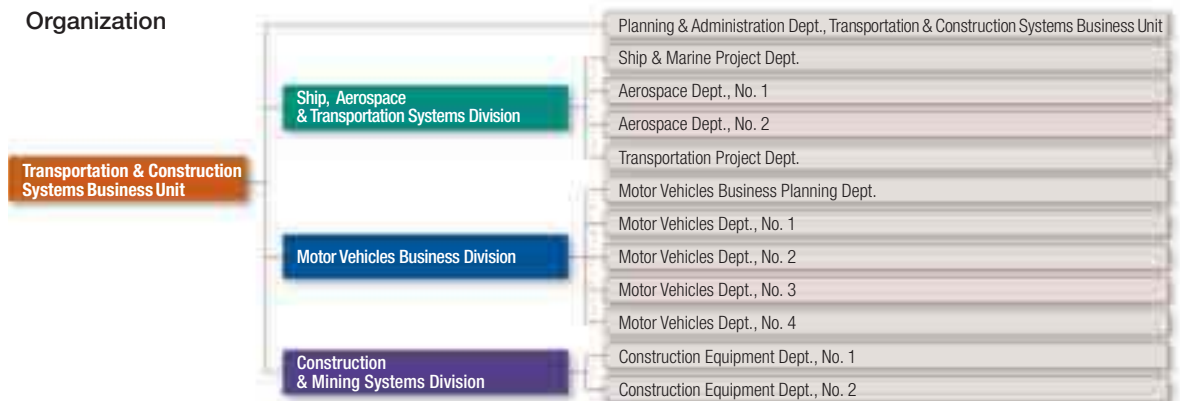 Organization
Planning & Administration Dept., Transportation & Construction Systems Business Unit
Ship & Marine Project Dept.
Ship, Aerospace
& Transportation Systems Division
Aerospace Dept., No. 1
Aerospace Dept., No. 2
Transportation Project Dept.
Transportation & Construction
Systems Business Unit
Motor Vehicles Business Planning Dept.
Motor Vehicles Dept., No. 1
Motor Vehicles Business Division
Motor Vehicles Dept., No. 2
Motor Vehicles Dept., No. 3
Motor Vehicles Dept., No. 4
Construction
& Mining Systems Division
Construction Equipment Dept., No. 1
Construction Equipment Dept., No. 2